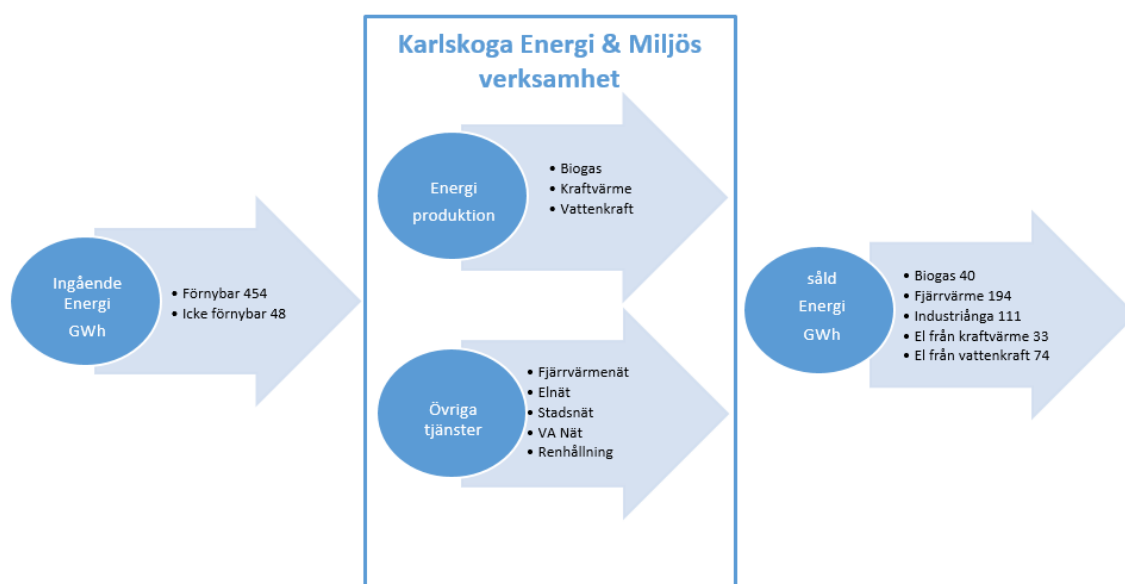 Karlskoga Energi & Miljös
verksamhet
Ingående
Energi
GWh
• Förnybar 454
• Icke förnybar 48
Energi
produktion
• Biogas
• Kraftvärme
• Vattenkraft
Övriga
tjänster
• Fjärrvärmenät
• Elnät
• Stadsnät
• VA Nät
• Renhållning
såld
Energi
GWh
• Biogas 40
• Fjärrvärme 194
• Industriånga 111
• El från kraftvärme 33
• El från vattenkraft 74